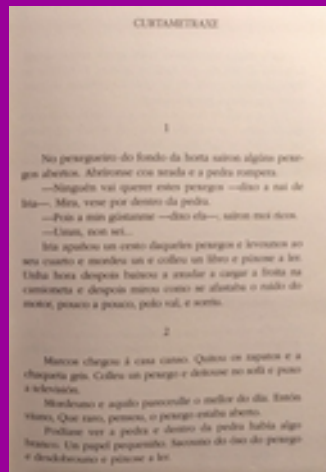 CURTAMETRAXE
1
No pexegueiro do fondo da horta saíron algúns pexe-
gos abertos. Abríronse coa xeada e a pedra rompera.
—Ninguén vai querer estes pexegos —dixo a nai de
Iria—. Mira, vese por dentro da pedra.
—Pois a min gústanme —dixo ela—, saíron moi ricos.
—Umm, non sei...
Iria apañou un cesto daqueles pexegos e levounos ao
seu cuarto e mordeu un e colleu un libro e púxose a ler.
Unha hora despois baixou a axudar a cargar a froita na
camioneta e despois mirou como se afastaba o ruído do
motor, pouco a pouco, polo val, e sorriu.
2
Marcos chegou á casa canso. Quitou os zapatos e a
chaqueta gris. Colleu un pexego e deitouse no sofá e puxo
a televisión.
Mordeuno e aquilo pareceulle o mellor do día. Entón
viuno. Que raro, pensou, o pexego estaba aberto.
Podíase ver a pedra e dentro da pedra había algo
branco. Un papel pequeniño. Sacouno do óso do pexego
e desdobrouno e púxose a ler.